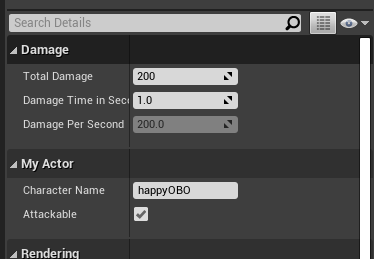 Search Details
Damage
Total Damage 200
Damage Time in Seco 1.0
Damage Per Second 200.0
My Actor
Character Name happyOBO
Attackable
Rendering